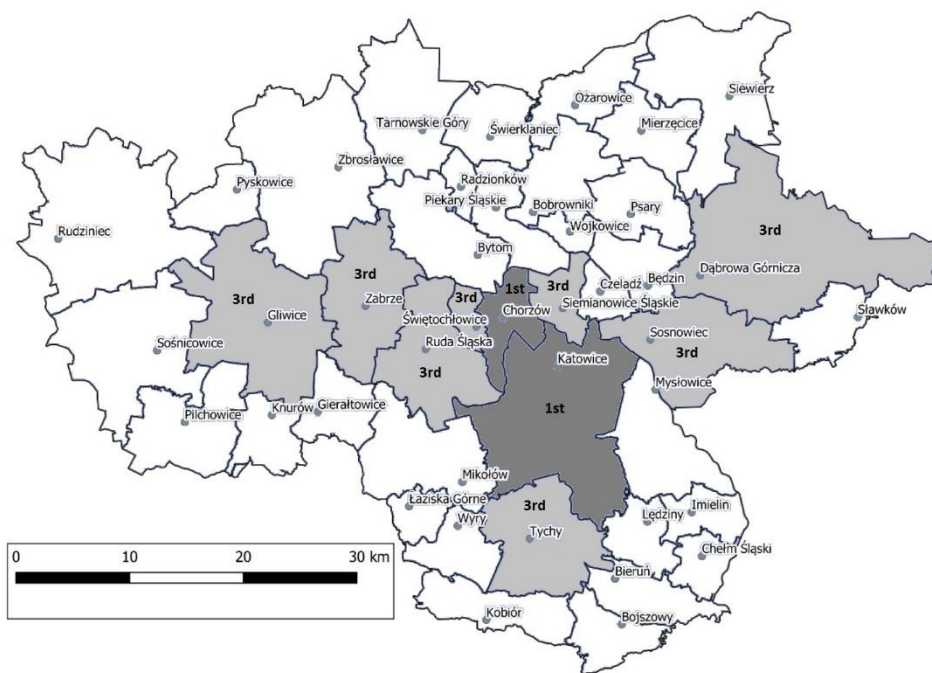 Siewierz
Ożarowice
Tarnowskie Góry
Świerklaniec
Mierzęcice
Zbrosławice
Pyskowice
Radzionków
Piekary Śląskie
Bobrowniki
Psary
Rudziniec
Wojkowice
3rd
Bytom
3rd
Dąbrowa Górnicza
3rd
1st
3rd
Czeladź
Będzin
3rd
Zabrze
Siemianowice Śląskie
Gliwice
Świętochłowice
Chorzów
Sławków
Sośnicowice
Ruda Śląska
Sosnowiec
3rd
Katowice
3rd
Mysłowice
1st
Pilchowice
Knurów
Gierałtowice
Mikołów
Łaziska Górne
3rd
Imielin
Wyry
Lędziny
Tychy
Chełm Śląski
0 10 20 30 km
Bieruń
Kobiór
Bojszowy